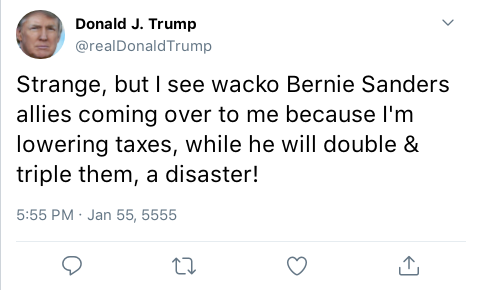 Donald J. Trump
@realDonaldTrump
Strange, but I see wacko Bernie Sanders
allies coming over to me because I'm
lowering taxes, while he will double &
triple them, a disaster!
5:55 PM · Jan 55, 5555